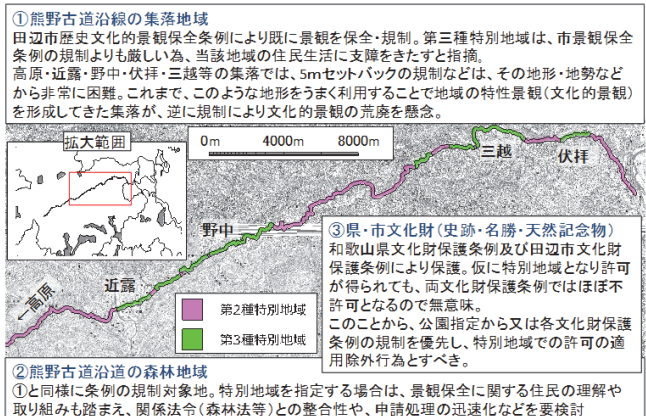 ①熊野古道沿線の集落地域
田辺市歴史文化的景観保全条例により既に景観を保全・規制。第三種特別地域は、市景観保全
条例の規制よりも厳しい為、当該地域の住民生活に支障をきたすと指摘。
高原・近露・野中・伏拝・三越等の集落では、5mセットバックの規制などは、その地形・地勢など
から非常に困難。これまで、このような地形をうまく利用することで地域の特性景観(文化的景観)
を形成してきた集落が、逆に規制により文化的景観の荒廃を懸念。
拡大範囲
0m 4000m 8000m
三越
伏拝
野中
近露
←高原
第2種特別地域
第3種特別地域
③県・市文化財(史跡・名勝・天然記念物)
和歌山県文化財保護条例及び田辺市文化財
保護条例により保護。仮に特別地域となり許可
が得られても、両文化財保護条例ではほぼ不
許可となるので無意味。
このことから、公園指定から又は各文化財保護
条例の規制を優先し、特別地域での許可の適
用除外行為とすべき。
②熊野古道沿道の森林地域
①と同様に条例の規制対象地。特別地域を指定する場合は、景観保全に関する住民の理解や
取り組みも踏まえ、関係法令(森林法等)との整合性や、申請処理の迅速化などを要検討